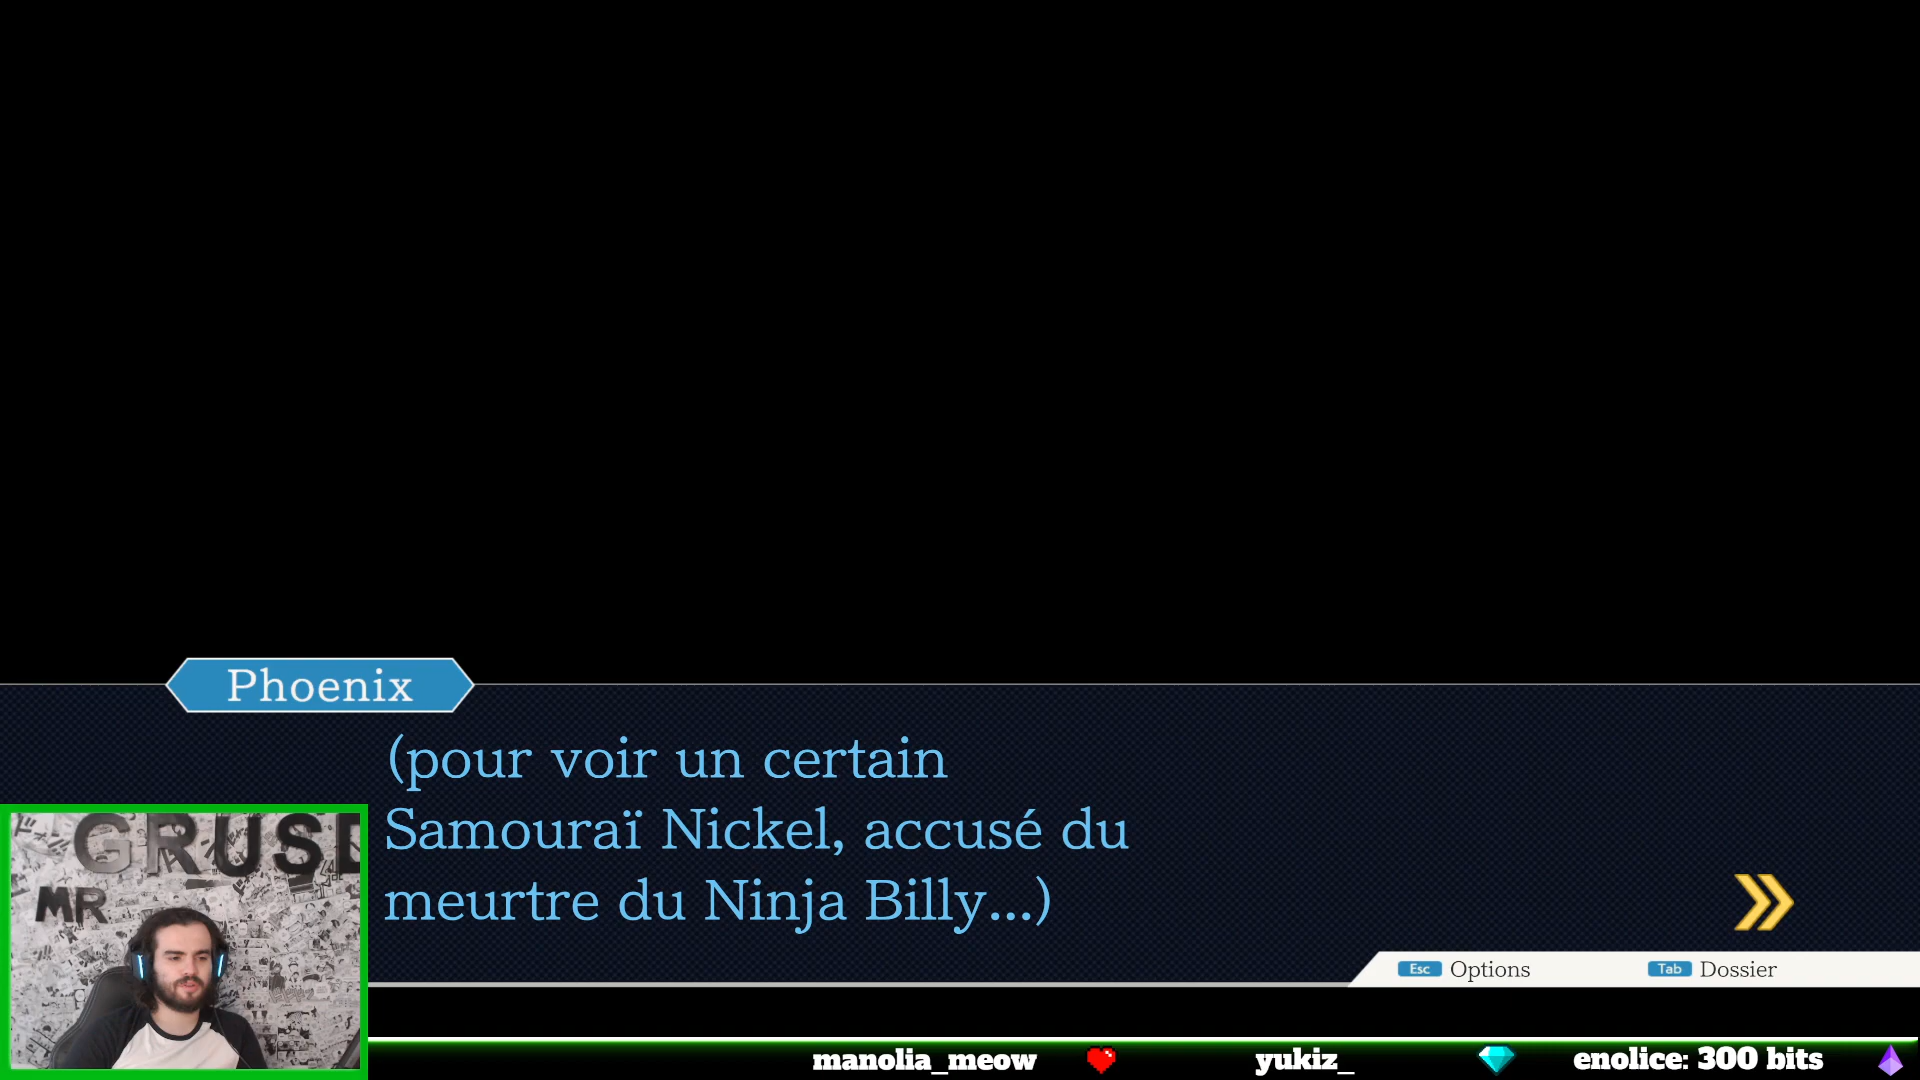 Phoenix
(pour voir un certain
Samouraï Nickel, accusé du
meurtre du Ninja Billy...)
Esc Options
Tab Dossier
GRUSD
MR
manolia_meow
yukiz_
enolice: 300 bits